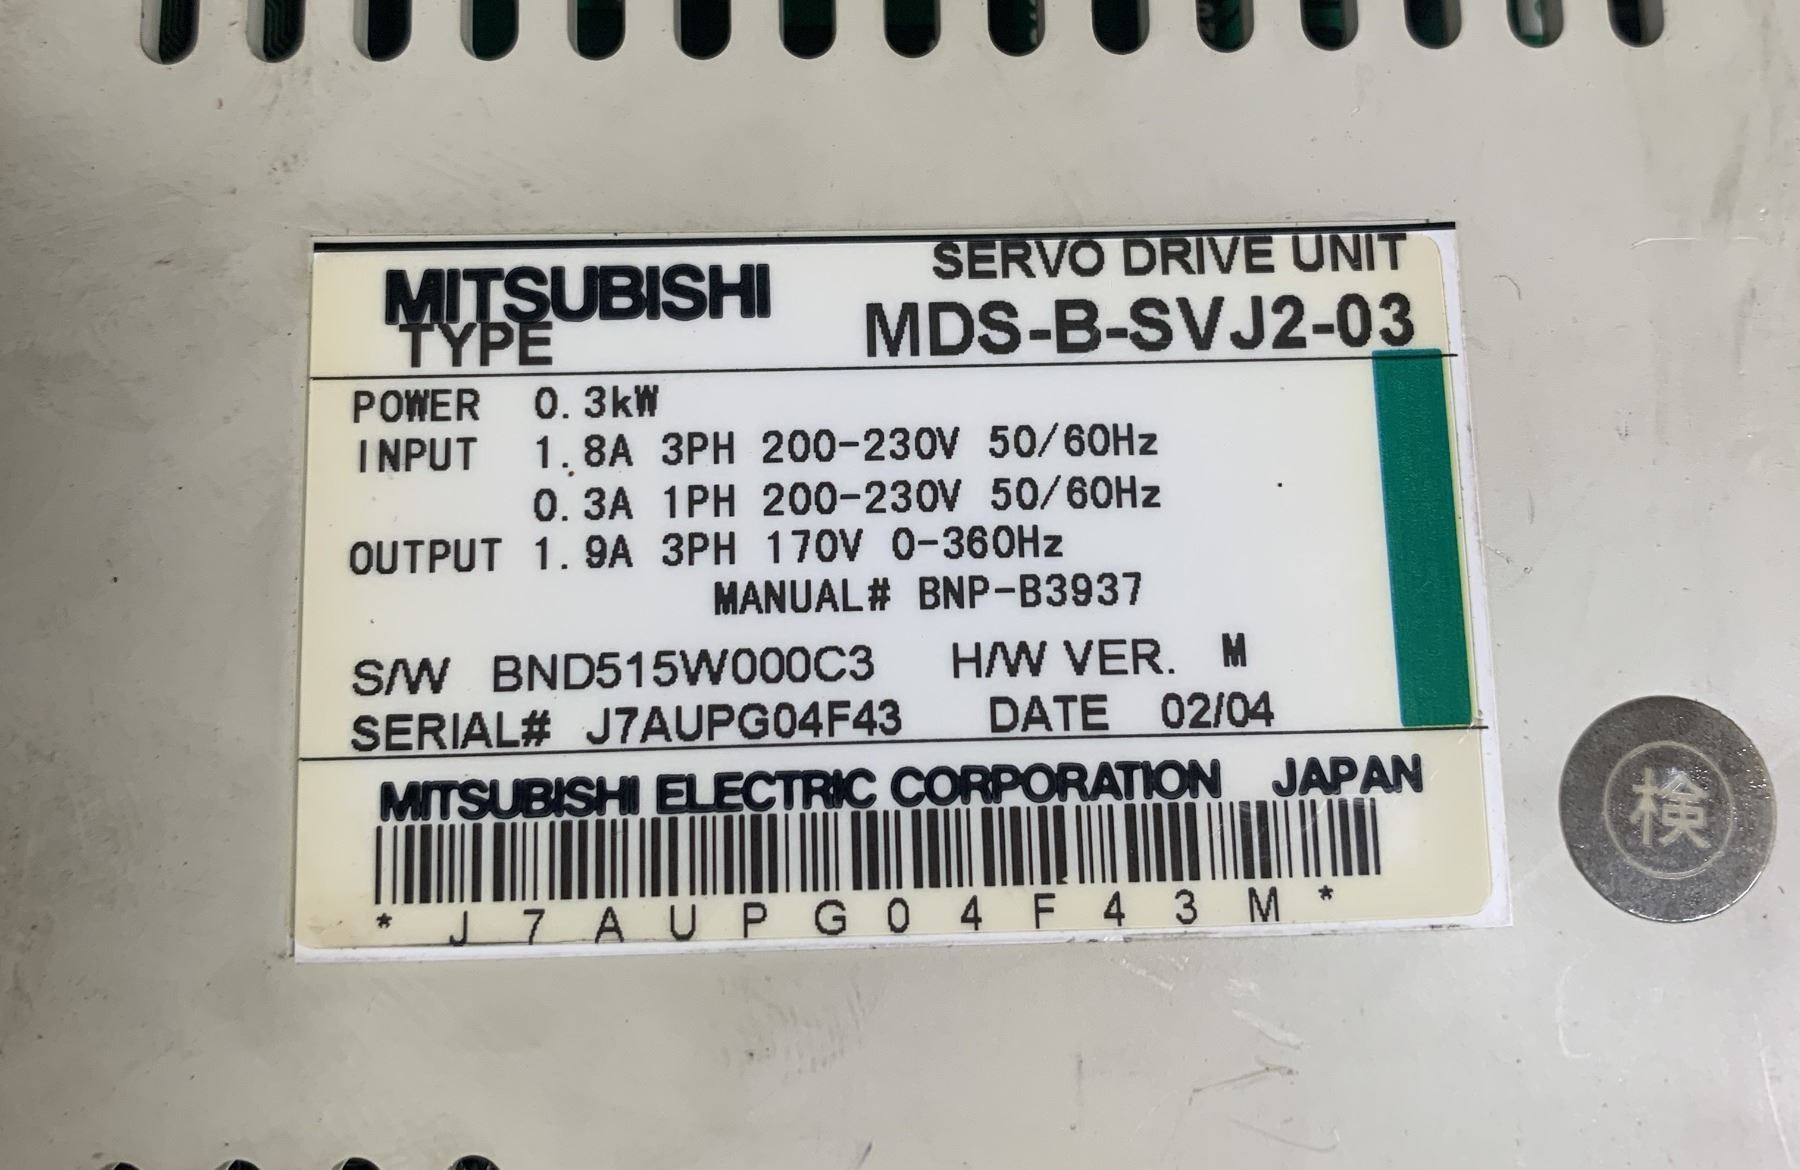 MITSUBISHI SERVO DRIVE UNIT
TYPE MDS-B-SVJ2-03
POWER 0.3kW
INPUT 1.8A 3PH 200-230V 50/60Hz
0.3A 1PH 200-230V 50/60Hz
OUTPUT 1.9A 3PH 170V 0-360Hz
MANUAL# BNP-B3937
S/W BND515W000C3 H/W VER. M
SERIAL# J7AUPG04F43 DATE 02/04
MITSUBISHI ELECTRIC CORPORATION JAPAN
* J 7 A U P G 0 4 F 4 3 M *
検